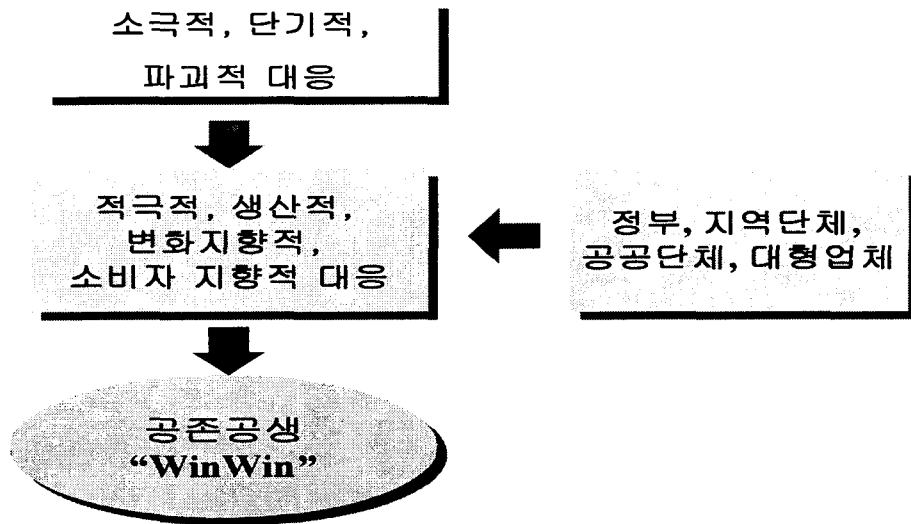 소극적, 단기적,
파괴적 대응
적극적, 생산적,
변화지향적,
소비자 지향적 대응
정부, 지역단체,
공공단체, 대형업체
공존공생
“WinWin”